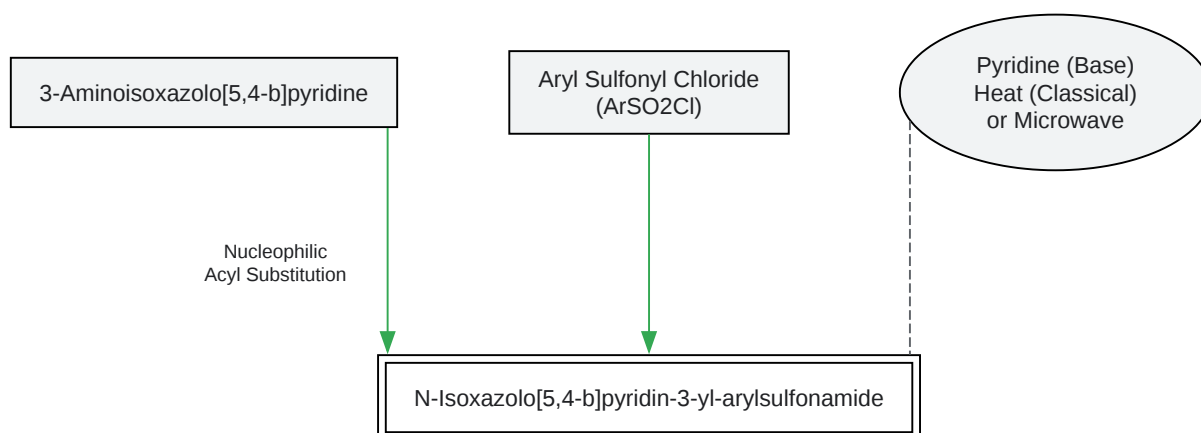 3-Aminoisoxazolo[5,4-b]pyridine
Aryl Sulfonyl Chloride
(ArSO2Cl)
Pyridine (Base)
Heat (Classical)
or Microwave
Nucleophilic
Acyl Substitution
N-Isoxazolo[5,4-b]pyridin-3-yl-arylsulfonamide